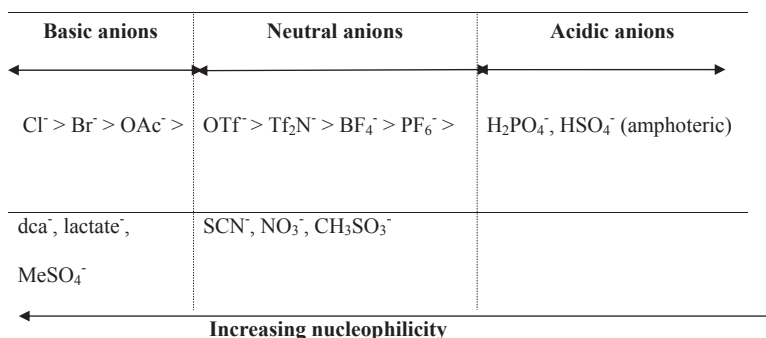 Basic anions Neutral anions Acidic anions
Cl⁻ > Br⁻ > OAc⁻ > OTf⁻ > Tf₂N⁻ > BF₄⁻ > PF₆⁻ > H₂PO₄⁻, HSO₄⁻ (amphoteric)
dca⁻, lactate⁻, SCN⁻, NO₃⁻, CH₃SO₃⁻
MeSO₄⁻
Increasing nucleophilicity